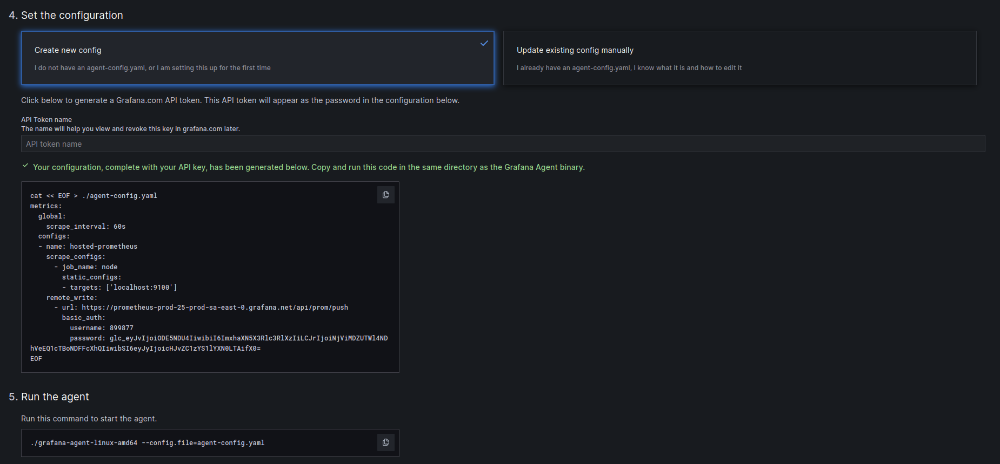 4. Set the configuration
Create new config
I do not have an agent-config.yaml, or I am setting this up for the first time
Update existing config manually
I already have an agent-config.yaml, I know what it is and how to edit it
Click below to generate a Grafana.com API token. This API token will appear as the password in the configuration below.
API Token name
The name will help you view and revoke this key in grafana.com later.
API token name
Your configuration, complete with your API key, has been generated below. Copy and run this code in the same directory as the Grafana Agent binary.
cat << EOF > ./agent-config.yaml
metrics:
  global:
    scrape_interval: 60s
  configs:
  - name: hosted-prometheus
    scrape_configs:
      - job_name: node
        static_configs:
        - targets: ['localhost:9100']
    remote_write:
      - url: https://prometheus-prod-25-prod-sa-east-0.grafana.net/api/prom/push
        basic_auth:
          username: 899877
          password: glc_eyJvIjoiODE5NDU4IiwibiI6ImxhaXN5X3Rlc3RlXzIiLCJrIjoiNjViMDZUTWl4ND
hVeEQ1cTBoNDFFcXhQIiwibSI6eyJyIjoicHJvZC1zYS1lYXN0LTAifX0=
EOF
5. Run the agent
Run this command to start the agent.
./grafana-agent-linux-amd64 --config.file=agent-config.yaml